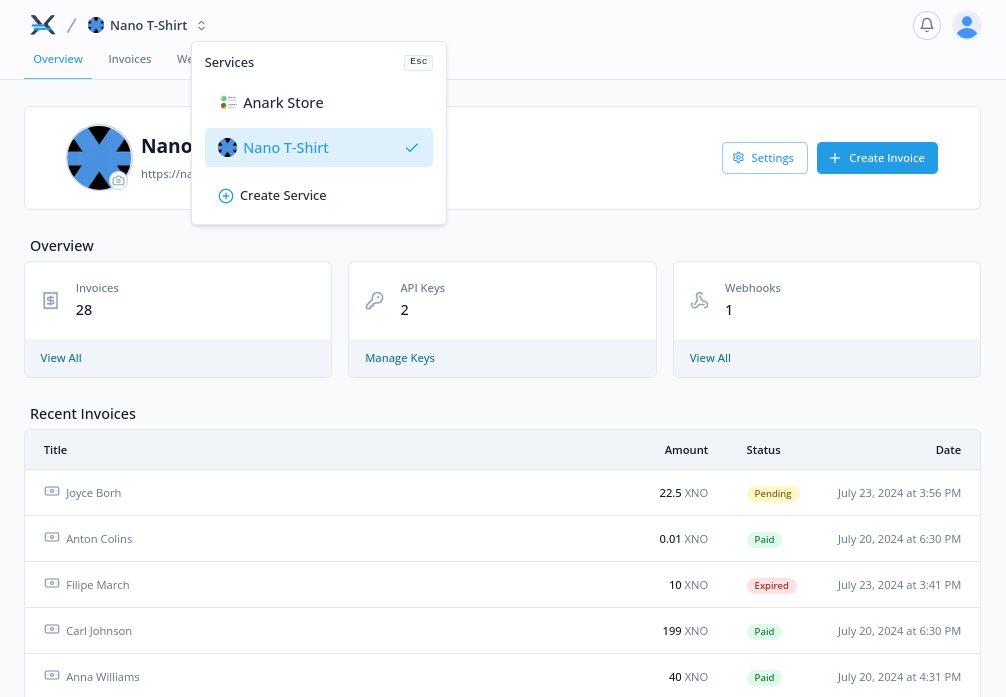 / Nano T-Shirt
Overview Invoices We
Services Esc
Anark Store
Nano T-Shirt
Create Service
Nano
https://na
Settings
Create Invoice
Overview
Invoices
28
View All
API Keys
2
Manage Keys
Webhooks
1
View All
Recent Invoices
Title Amount Status Date
Joyce Borh 22.5 XNO Pending July 23, 2024 at 3:56 PM
Anton Colins 0.01 XNO Paid July 20, 2024 at 6:30 PM
Filipe March 10 XNO Expired July 23, 2024 at 3:41 PM
Carl Johnson 199 XNO Paid July 20, 2024 at 6:30 PM
Anna Williams 40 XNO Paid July 20, 2024 at 4:31 PM